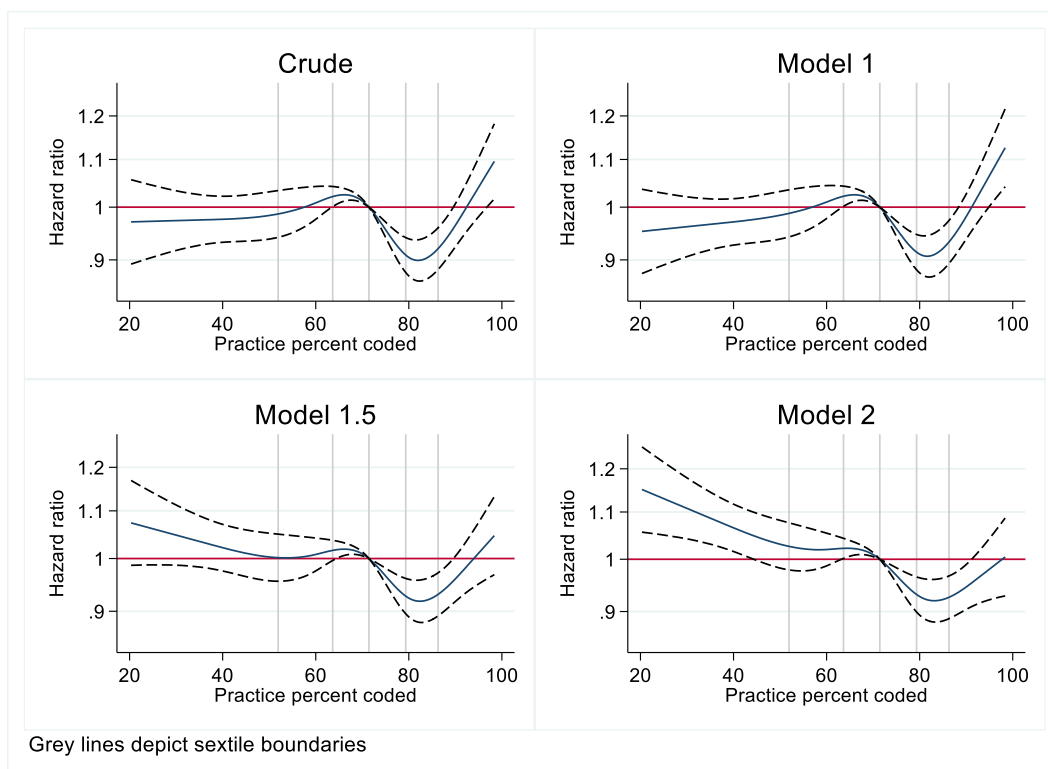 Crude
Hazard ratio
1.2
1.1
1
.9
20 40 60 80 100
Practice percent coded
Model 1
Hazard ratio
1.2
1.1
1
.9
20 40 60 80 100
Practice percent coded
Model 1.5
Hazard ratio
1.2
1.1
1
.9
20 40 60 80 100
Practice percent coded
Model 2
Hazard ratio
1.2
1.1
1
.9
20 40 60 80 100
Practice percent coded
Grey lines depict sextile boundaries